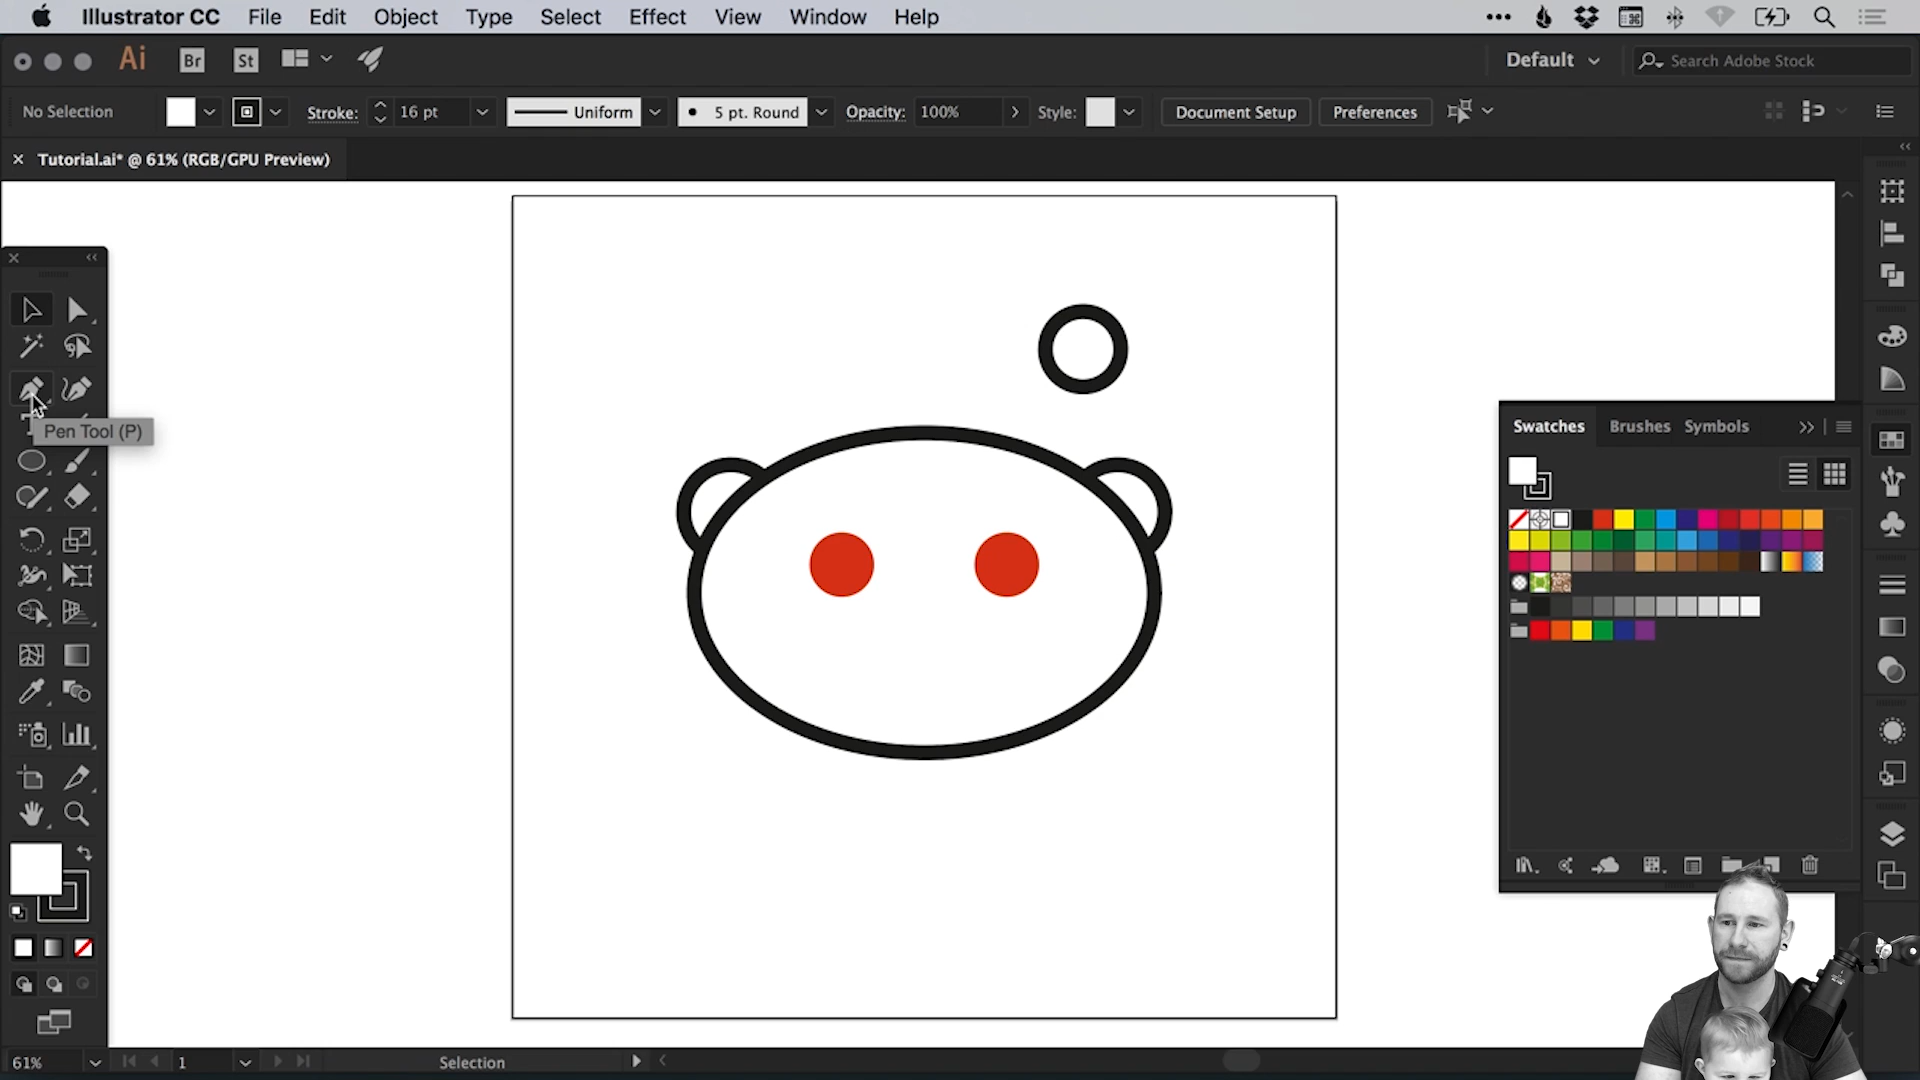 Illustrator CC File Edit Object Type Select Effect View Window Help
Ai Br St Default Search Adobe Stock
No Selection Stroke: 16 pt Uniform 5 pt. Round Opacity: 100% Style: Document Setup Preferences
Tutorial.ai* @ 61% (RGB/GPU Preview)
Pen Tool (P)
Swatches Brushes Symbols
61% 1 Selection